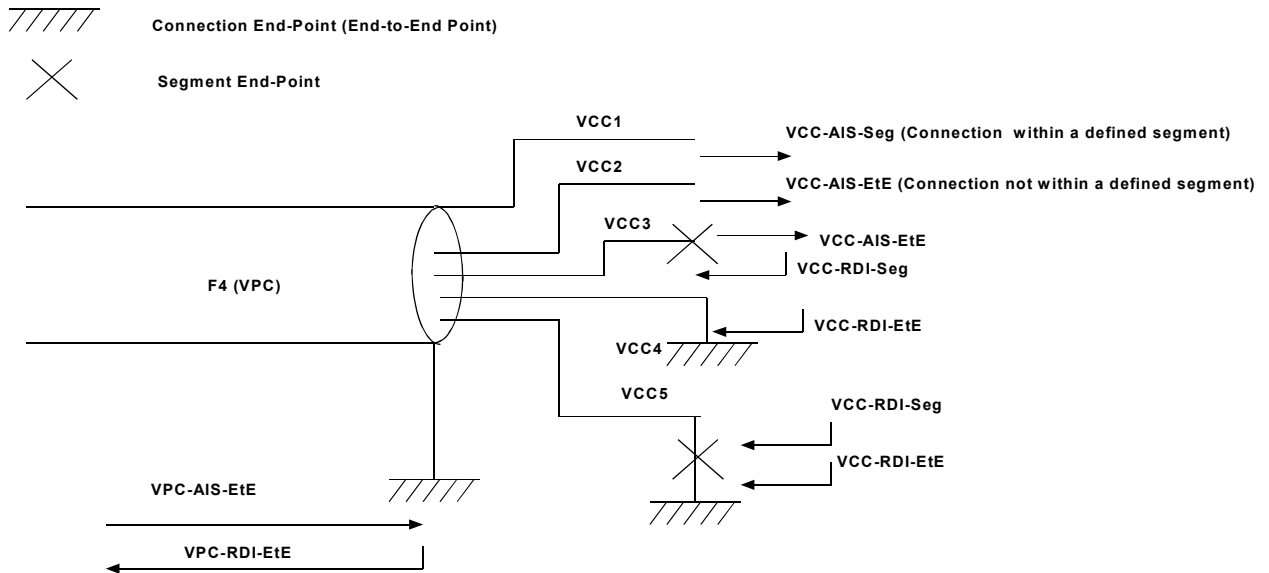 Connection End-Point (End-to-End Point)
Segment End-Point
VCC1
VCC-AIS-Seg (Connection within a defined segment)
VCC2
VCC-AIS-EtE (Connection not within a defined segment)
VCC3
VCC-AIS-EtE
VCC-RDI-Seg
F4 (VPC)
VCC-RDI-EtE
VCC4
VCC5
VCC-RDI-Seg
VCC-RDI-EtE
VPC-AIS-EtE
VPC-RDI-EtE